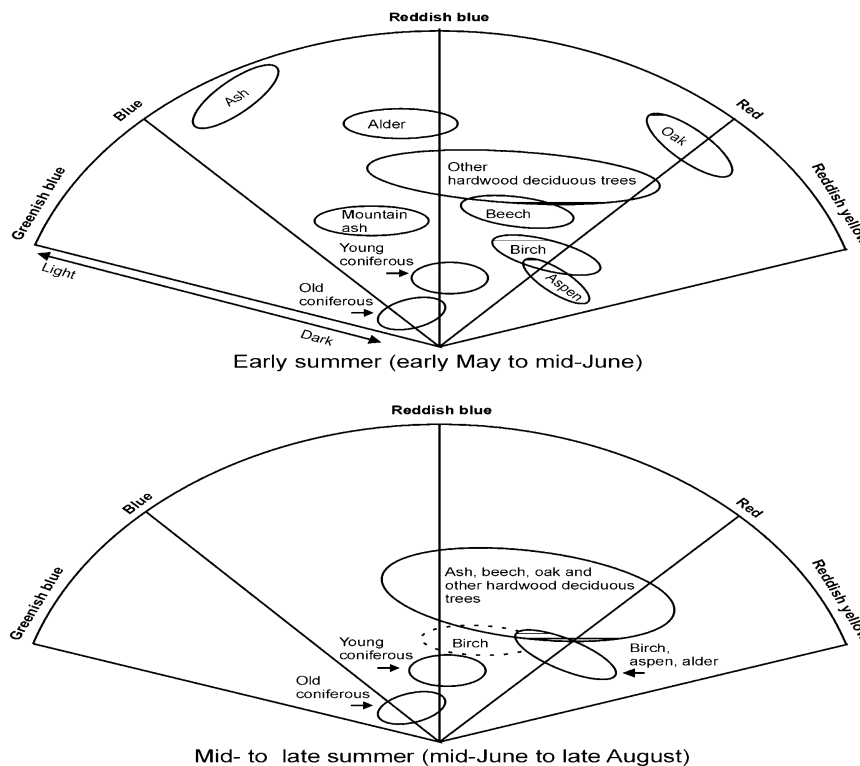 Reddish blue
Blue
Red
Ash
Alder
Oak
Other
hardwood deciduous trees
Greenish blue
Reddish yellow
Mountain
ash
Beech
Young
coniferous
Birch
Light
Aspen
Old
coniferous
Dark
Early summer (early May to mid-June)
Reddish blue
Blue
Red
Ash, beech, oak and
other hardwood deciduous
trees
Greenish blue
Reddish yellow
Young
coniferous
Birch
Birch,
aspen, alder
Old
coniferous
Mid- to late summer (mid-June to late August)